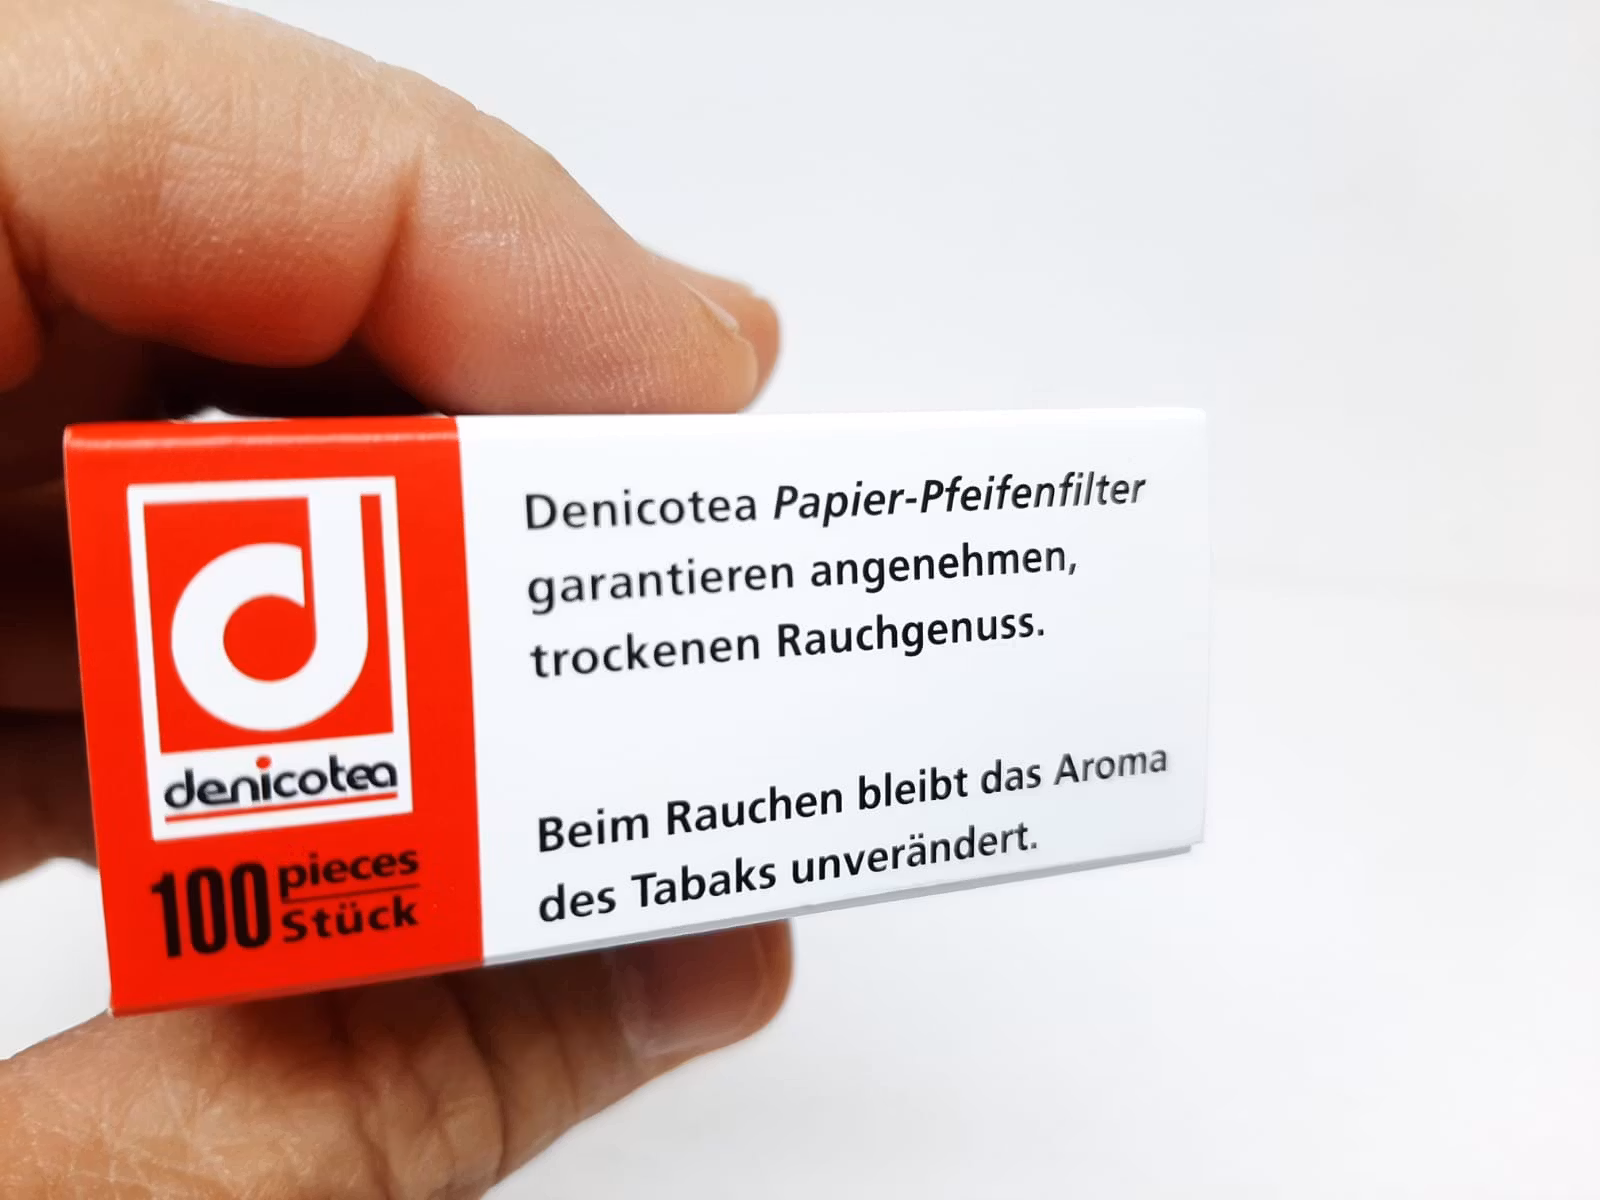 denicotea
100 pieces
Stück
Denicotea Papier-Pfeifenfilter
garantieren angenehmen,
trockenen Rauchgenuss.
Beim Rauchen bleibt das Aroma
des Tabaks unverändert.